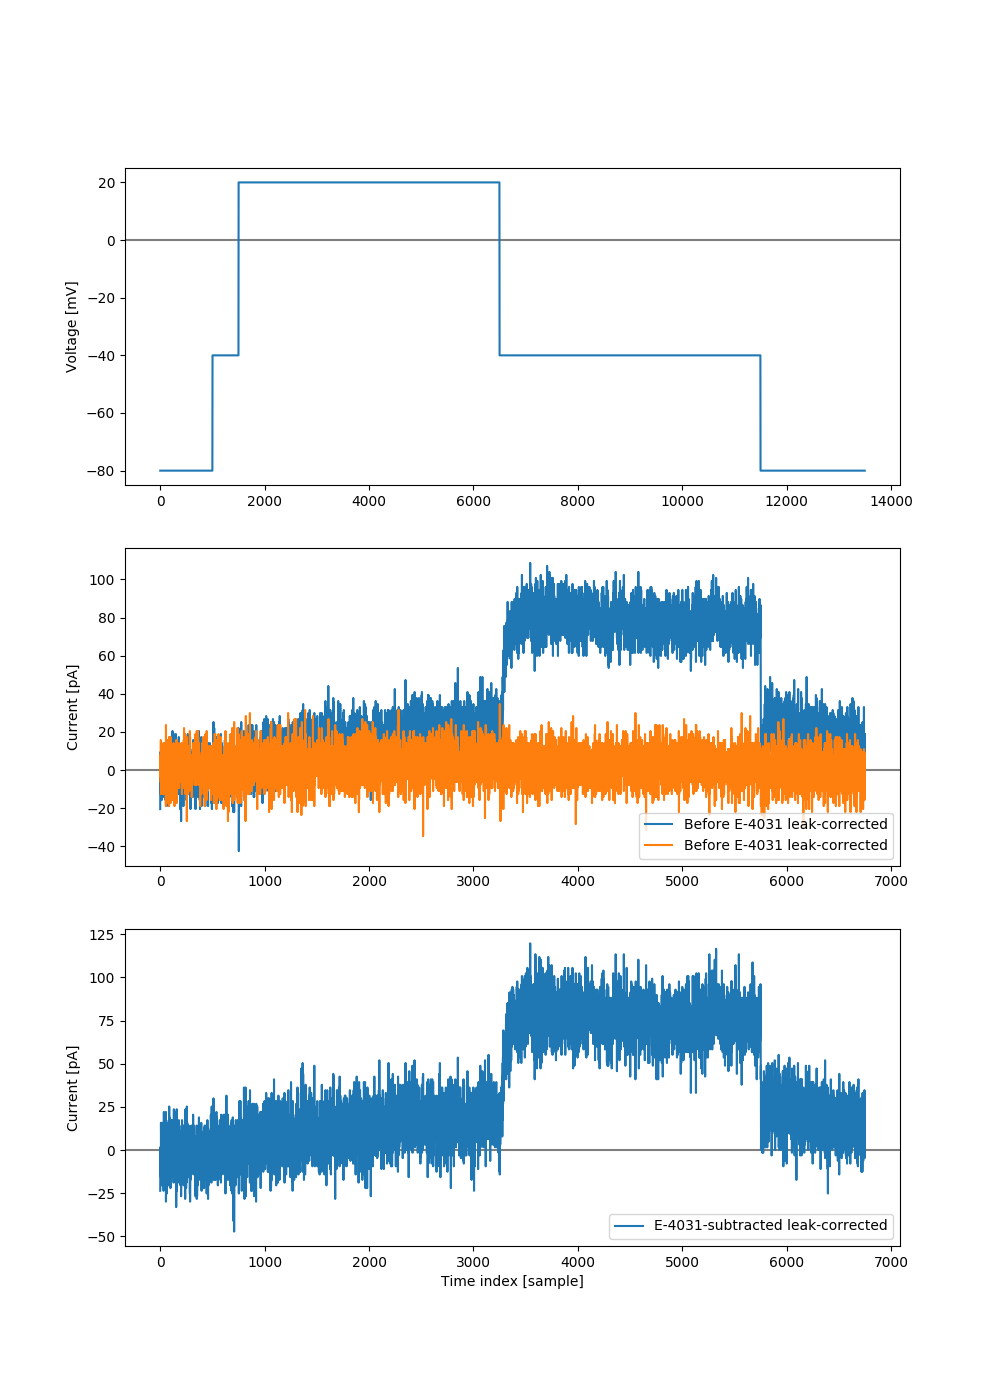 20
0
−20
−40
−60
−80
Voltage [mV]
0 2000 4000 6000 8000 10000 12000 14000
100
80
60
40
20
0
−20
−40
Current [pA]
Before E-4031 leak-corrected
Before E-4031 leak-corrected
0 1000 2000 3000 4000 5000 6000 7000
125
100
75
50
25
0
−25
−50
Current [pA]
E-4031-subtracted leak-corrected
0 1000 2000 3000 4000 5000 6000 7000
Time index [sample]